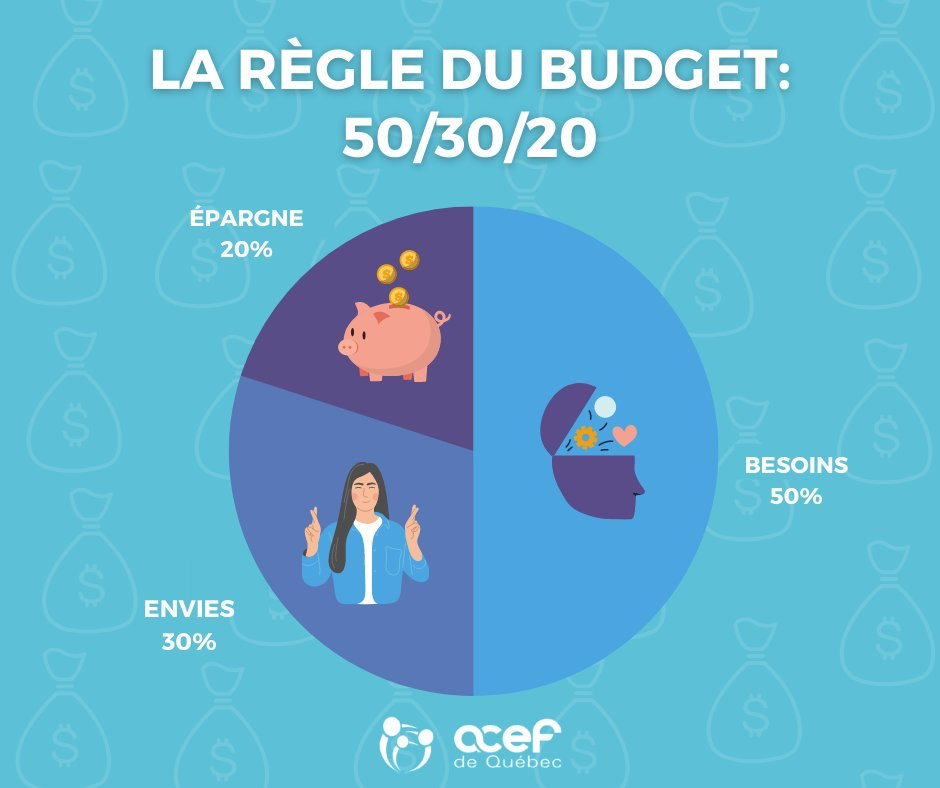 LA RÈGLE DU BUDGET:
50/30/20
ÉPARGNE
20%
BESOINS
50%
ENVIES
30%
acef
de Québec